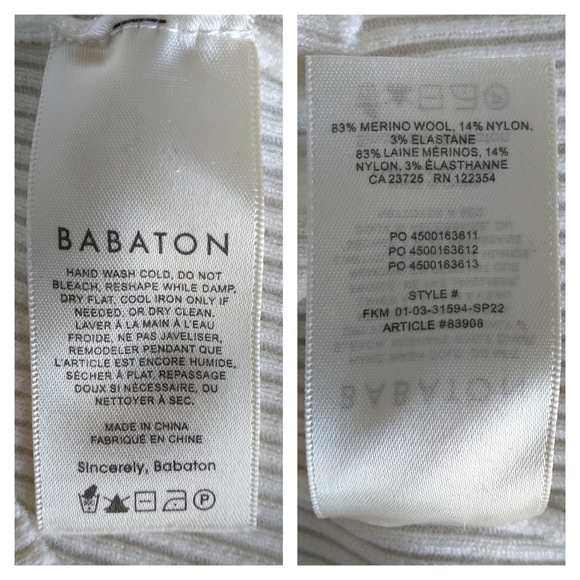 BABATON
HAND WASH COLD, DO NOT
BLEACH, RESHAPE WHILE DAMP,
DRY FLAT, COOL IRON ONLY IF
NEEDED, OR DRY CLEAN.
LAVER À LA MAIN À L'EAU
FROIDE, NE PAS JAVELISER,
REMODELER PENDANT QUE
L'ARTICLE EST ENCORE HUMIDE,
SÉCHER À PLAT, REPASSAGE
DOUX SI NÉCESSAIRE, OU
NETTOYER À SEC.
MADE IN CHINA
FABRIQUÉ EN CHINE
Sincerely, Babaton
P
83% MERINO WOOL, 14% NYLON,
3% ELASTANE
83% LAINE MÉRINOS, 14%
NYLON, 3% ÉLASTHANNE
CA 23725 RN 122354
PO 4500163611
PO 4500163612
PO 4500163613
STYLE #
FKM 01-03-31594-SP22
ARTICLE #83908